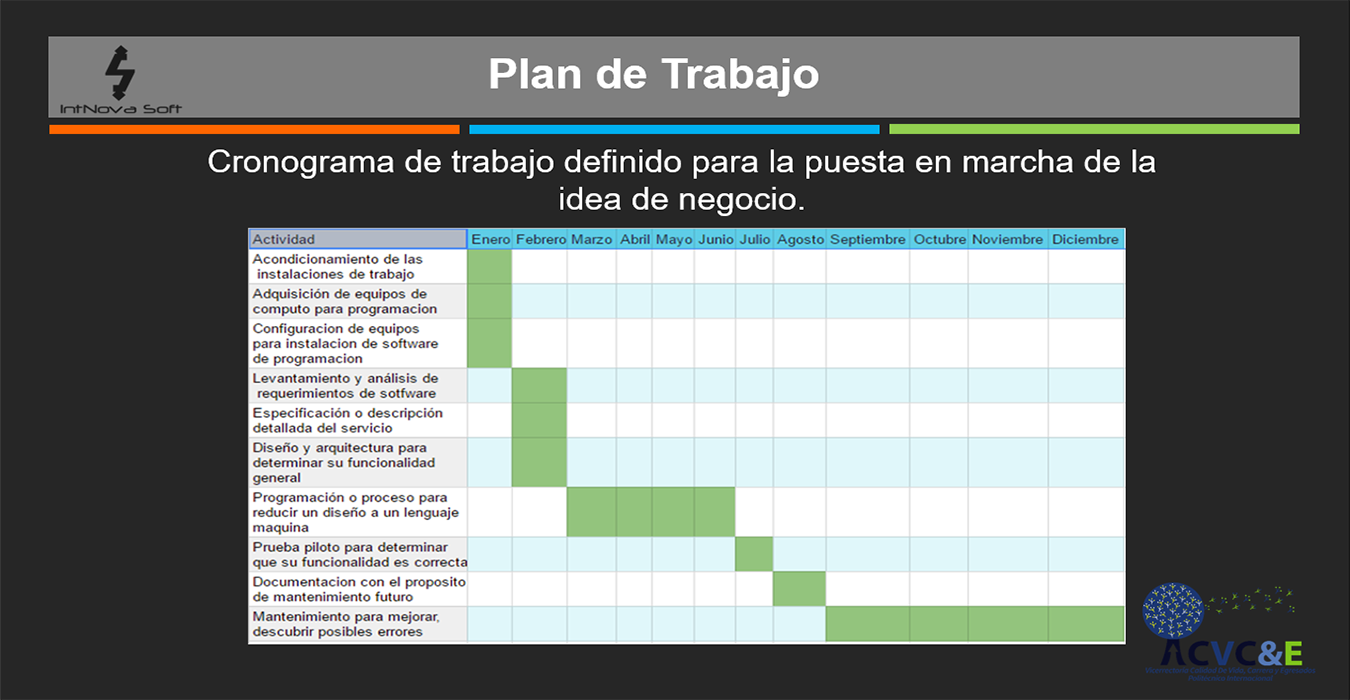 IntNova Soft
Plan de Trabajo
Cronograma de trabajo definido para la puesta en marcha de la
idea de negocio.
Actividad Enero Febrero Marzo Abril Mayo Junio Julio Agosto Septiembre Octubre Noviembre Diciembre
Acondicionamiento de las
instalaciones de trabajo
Adquisición de equipos de
computo para programacion
Configuracion de equipos
para instalacion de software
de programacion
Levantamiento y análisis de
requerimientos de sotfware
Especificación o descripción
detallada del servicio
Diseño y arquitectura para
determinar su funcionalidad
general
Programación o proceso para
reducir un diseño a un lenguaje
maquina
Prueba piloto para determinar
que su funcionalidad es correcta
Documentacion con el proposito
de mantenimiento futuro
Mantenimiento para mejorar,
descubrir posibles errores
ACVC&E